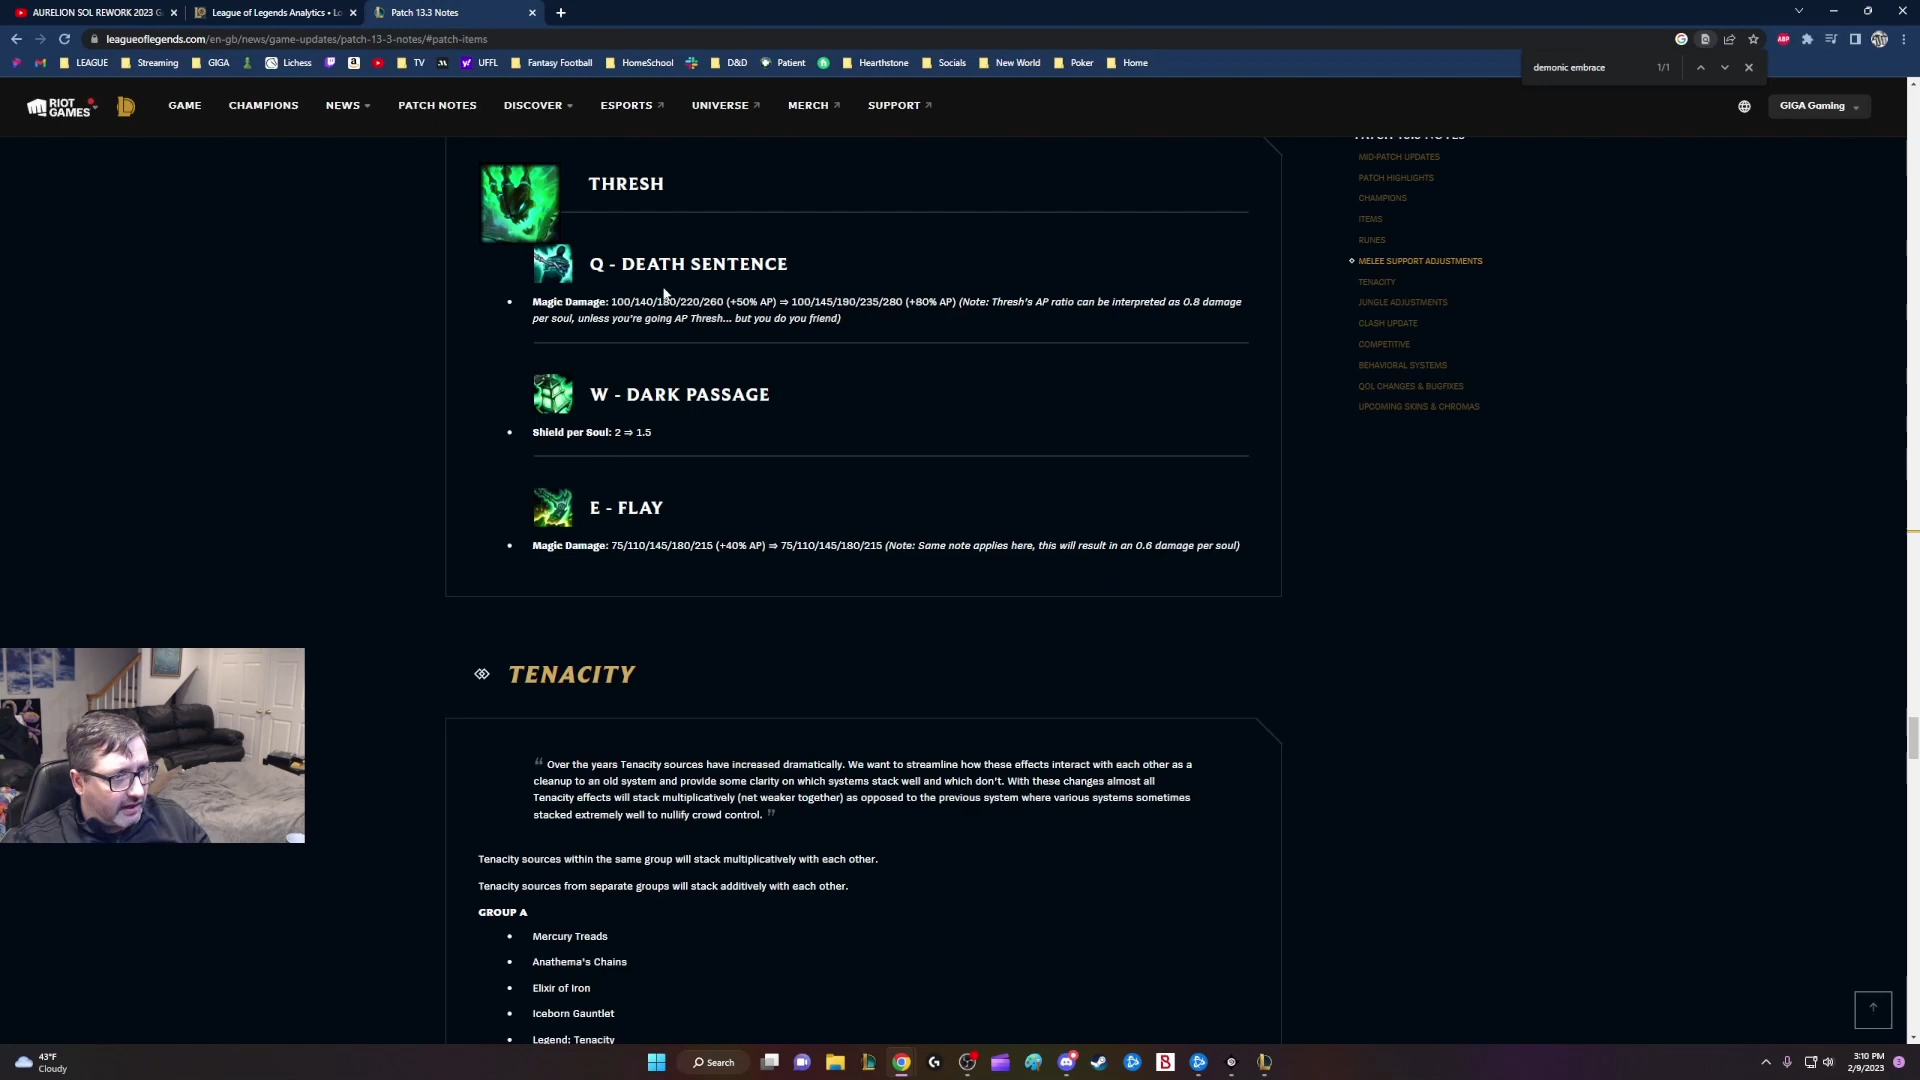 AURELION SOL REWORK 2023 G
League of Legends Analytics • Lo
Patch 13.3 Notes
leagueoflegends.com/en-gb/news/game-updates/patch-13-3-notes/#patch-items
ABP
LEAGUE
Streaming
GIGA
Lichess
TV
UFFL
Fantasy Football
HomeSchool
D&D
Patient
Hearthstone
Socials
New World
Poker
Home
demonic embrace
1/1
RIOT GAMES
GAME
CHAMPIONS
NEWS
PATCH NOTES
DISCOVER
ESPORTS
UNIVERSE
MERCH
SUPPORT
GIGA Gaming
MID-PATCH UPDATES
PATCH HIGHLIGHTS
CHAMPIONS
ITEMS
RUNES
MELEE SUPPORT ADJUSTMENTS
TENACITY
JUNGLE ADJUSTMENTS
CLASH UPDATE
COMPETITIVE
BEHAVIORAL SYSTEMS
QOL CHANGES & BUGFIXES
UPCOMING SKINS & CHROMAS
THRESH
Q - DEATH SENTENCE
• Magic Damage: 100/140/180/220/260 (+50% AP) ⇒ 100/145/190/235/280 (+80% AP) (Note: Thresh's AP ratio can be interpreted as 0.8 damage
per soul, unless you're going AP Thresh... but you do you friend)
W - DARK PASSAGE
• Shield per Soul: 2 ⇒ 1.5
E - FLAY
• Magic Damage: 75/110/145/180/215 (+40% AP) ⇒ 75/110/145/180/215 (Note: Same note applies here, this will result in an 0.6 damage per soul)
TENACITY
“ Over the years Tenacity sources have increased dramatically. We want to streamline how these effects interact with each other as a
cleanup to an old system and provide some clarity on which systems stack well and which don't. With these changes almost all
Tenacity effects will stack multiplicatively (net weaker together) as opposed to the previous system where various systems sometimes
stacked extremely well to nullify crowd control. ”
Tenacity sources within the same group will stack multiplicatively with each other.
Tenacity sources from separate groups will stack additively with each other.
GROUP A
• Mercury Treads
• Anathema's Chains
• Elixir of Iron
• Iceborn Gauntlet
• Legend: Tenacity
43°F
Cloudy
Search
3:10 PM
2/9/2023
3